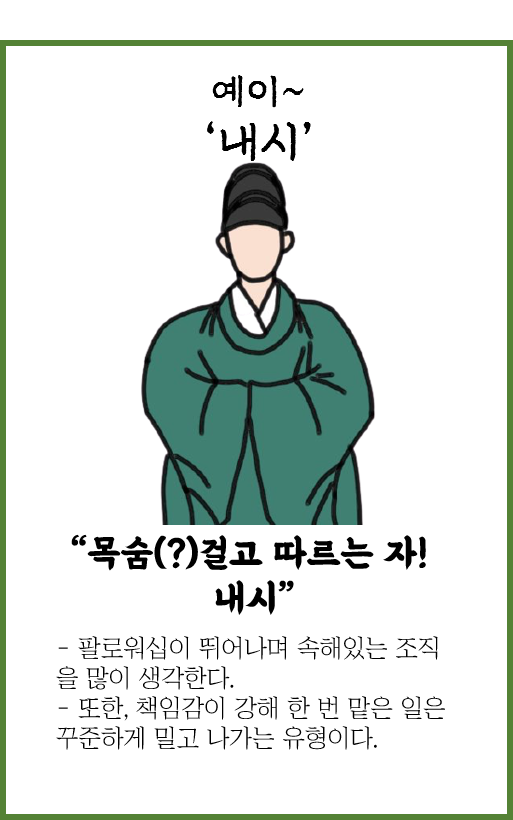 예이~
‘내시’
“목숨(?)걸고 따르는 자!
내시”
- 팔로워십이 뛰어나며 속해있는 조직
을 많이 생각한다.
- 또한, 책임감이 강해 한 번 맡은 일은
꾸준하게 밀고 나가는 유형이다.